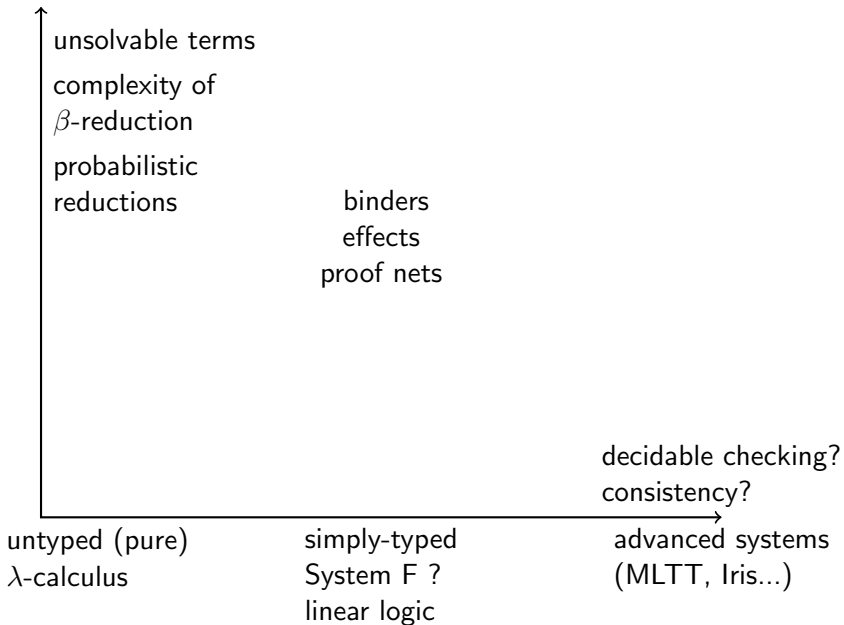 unsolvable terms
complexity of
β-reduction
probabilistic
reductions
binders
effects
proof nets
decidable checking?
consistency?
untyped (pure)
λ-calculus
simply-typed
System F ?
linear logic
advanced systems
(MLTT, Iris...)